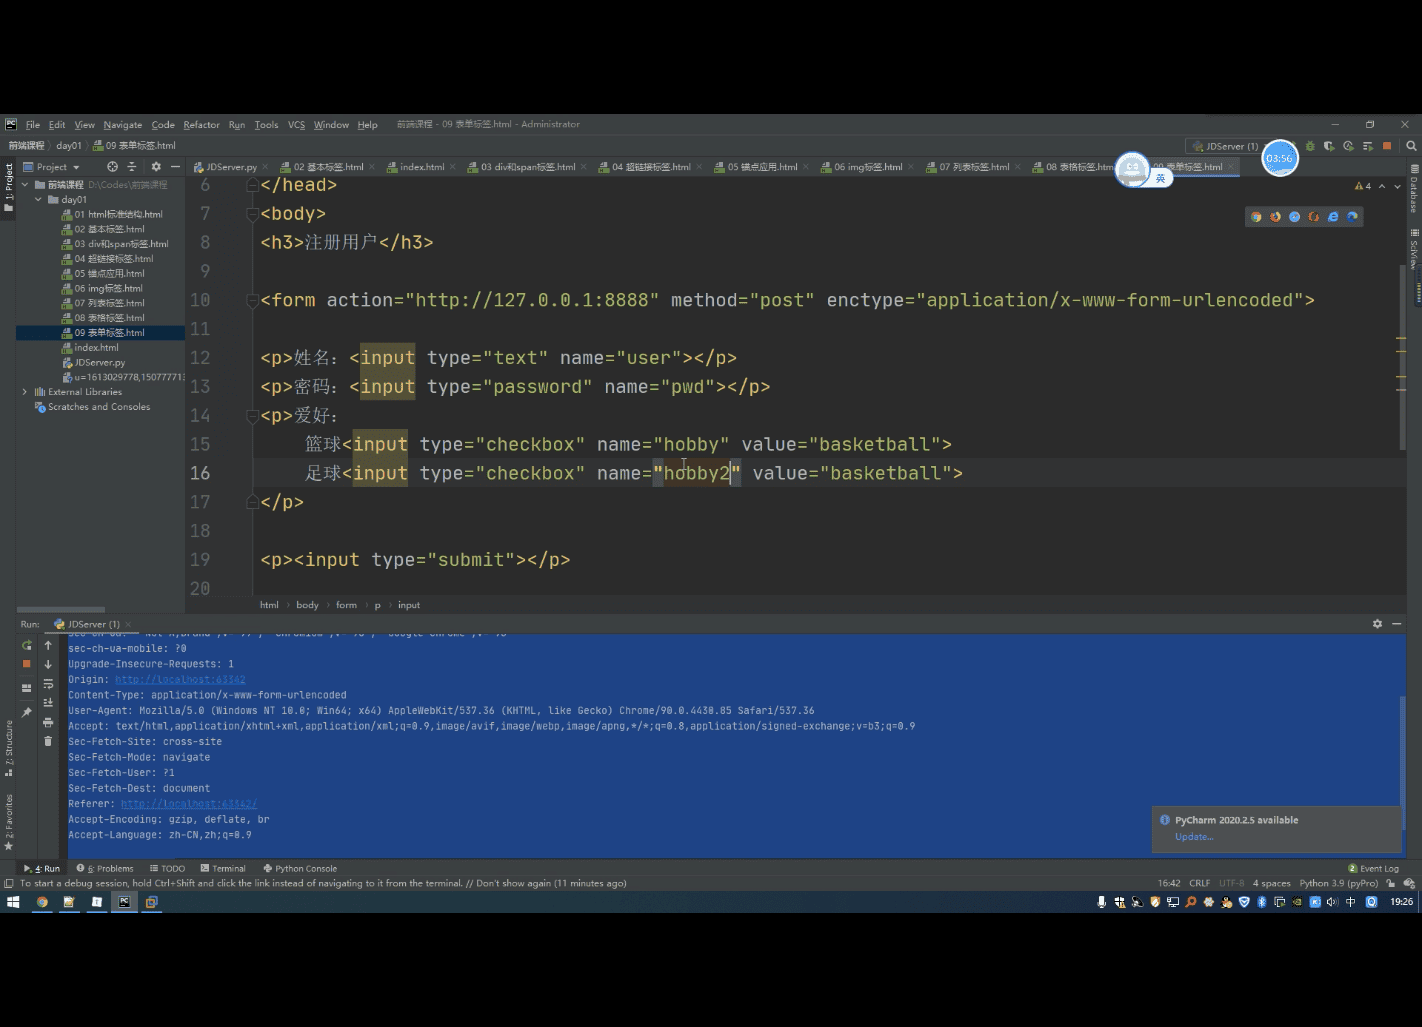 File Edit View Navigate Code Refactor Run Tools VCS Window Help 前端课程 - 09 表单标签.html - Administrator
前端课程 day01 09 表单标签.html JDServer (1)
03:56
英
Project JDServer.py 02 基本标签.html index.html 03 div和span标签.html 04 超链接标签.html 05 锚点应用.html 06 img标签.html 07 列表标签.html 08 表格标签.htm 09 表单标签.html
1: Project
前端课程 D:\Codes\前端课程
day01
01 html标准结构.html
02 基本标签.html
03 div和span标签.html
04 超链接标签.html
05 锚点应用.html
06 img标签.html
07 列表标签.html
08 表格标签.html
09 表单标签.html
index.html
JDServer.py
u=1613029778,15077771
External Libraries
Scratches and Consoles
4
Database
SciView
6 </head>
7 <body>
8 <h3>注册用户</h3>
9
10 <form action="http://127.0.0.1:8888" method="post" enctype="application/x-www-form-urlencoded">
11
12 <p>姓名: <input type="text" name="user"></p>
13 <p>密码: <input type="password" name="pwd"></p>
14 <p>爱好:
15 篮球<input type="checkbox" name="hobby" value="basketball">
16 足球<input type="checkbox" name="hobby2" value="basketball">
17 </p>
18
19 <p><input type="submit"></p>
20
html body form p input
Run: JDServer (1)
sec-ch-ua-mobile: ?0
Upgrade-Insecure-Requests: 1
Origin: http://localhost:63342
Content-Type: application/x-www-form-urlencoded
User-Agent: Mozilla/5.0 (Windows NT 10.0; Win64; x64) AppleWebKit/537.36 (KHTML, like Gecko) Chrome/90.0.4430.85 Safari/537.36
Accept: text/html,application/xhtml+xml,application/xml;q=0.9,image/avif,image/webp,image/apng,*/*;q=0.8,application/signed-exchange;v=b3;q=0.9
Sec-Fetch-Site: cross-site
Sec-Fetch-Mode: navigate
Sec-Fetch-User: ?1
Sec-Fetch-Dest: document
Referer: http://localhost:63342/
Accept-Encoding: gzip, deflate, br
Accept-Language: zh-CN,zh;q=0.9
7: Structure
2: Favorites
PyCharm 2020.2.5 available
Update...
4: Run 6: Problems TODO Terminal Python Console 2 Event Log
To start a debug session, hold Ctrl+Shift and click the link instead of navigating to it from the terminal. // Don't show again (11 minutes ago) 16:42 CRLF UTF-8 4 spaces Python 3.9 (pyPro)
中 19:26